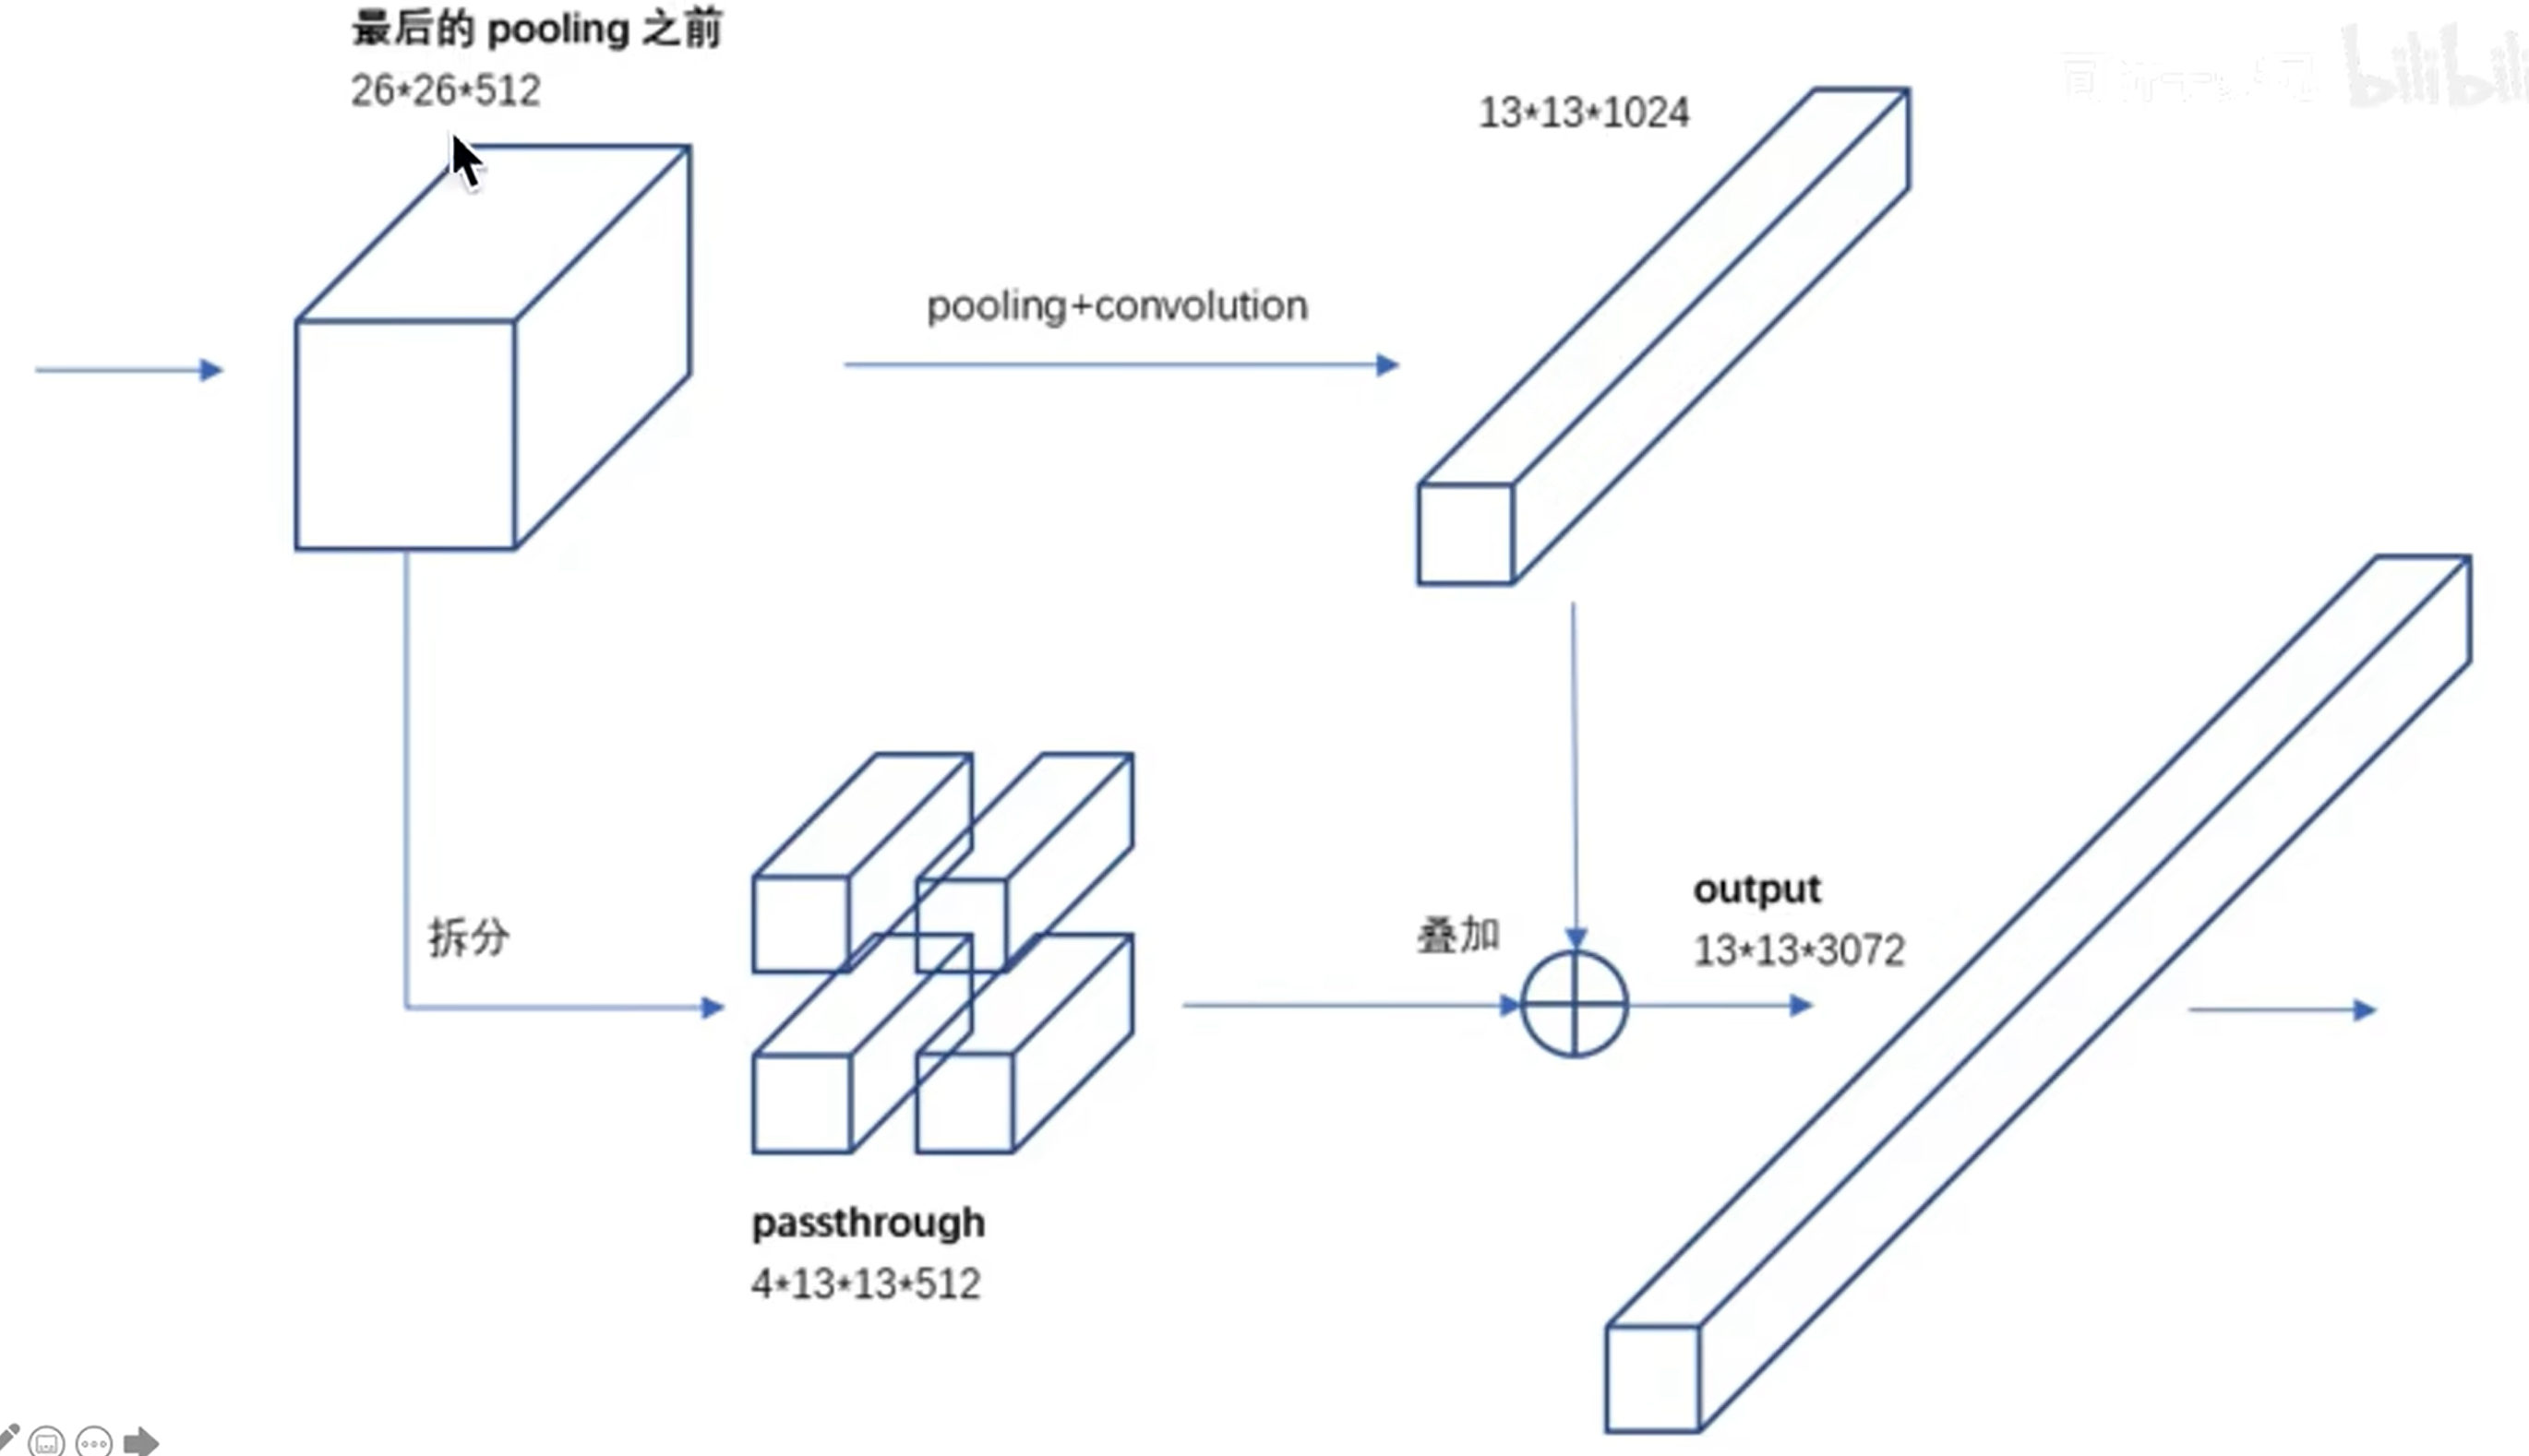 最后的 pooling 之前
26*26*512
13*13*1024
pooling+convolution
拆分
叠加
output
13*13*3072
passthrough
4*13*13*512